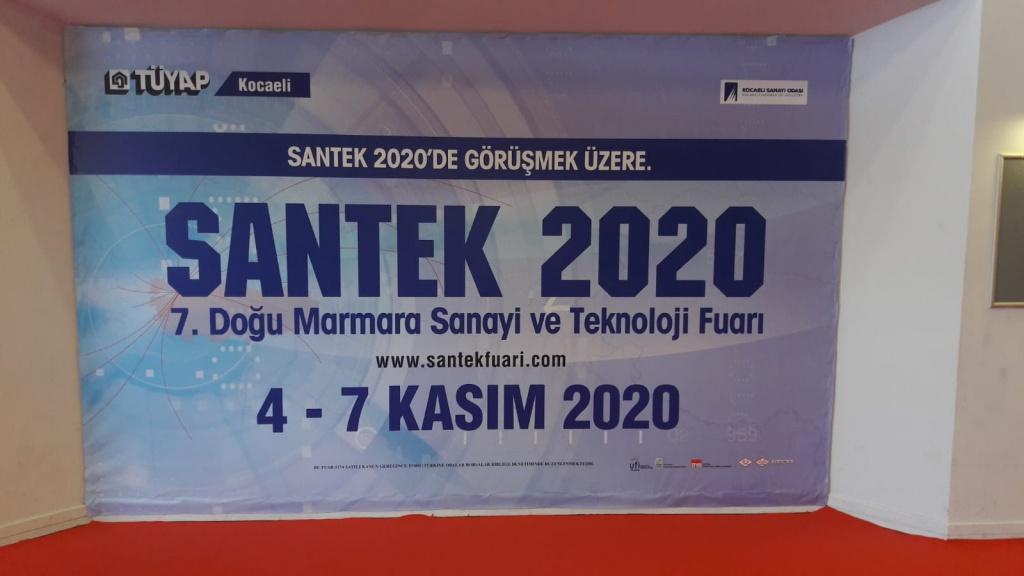 TÜYAP Kocaeli
KOCAELİ SANAYİ ODASI
SANTEK 2020'DE GÖRÜŞMEK ÜZERE.
SANTEK 2020
7. Doğu Marmara Sanayi ve Teknoloji Fuarı
www.santekfuari.com
4 - 7 KASIM 2020
ufi